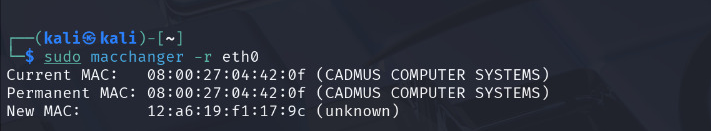 ┌──(kali㉿kali)-[~]
└─$ sudo macchanger -r eth0
Current MAC:   08:00:27:04:42:0f (CADMUS COMPUTER SYSTEMS)
Permanent MAC: 08:00:27:04:42:0f (CADMUS COMPUTER SYSTEMS)
New MAC:       12:a6:19:f1:17:9c (unknown)